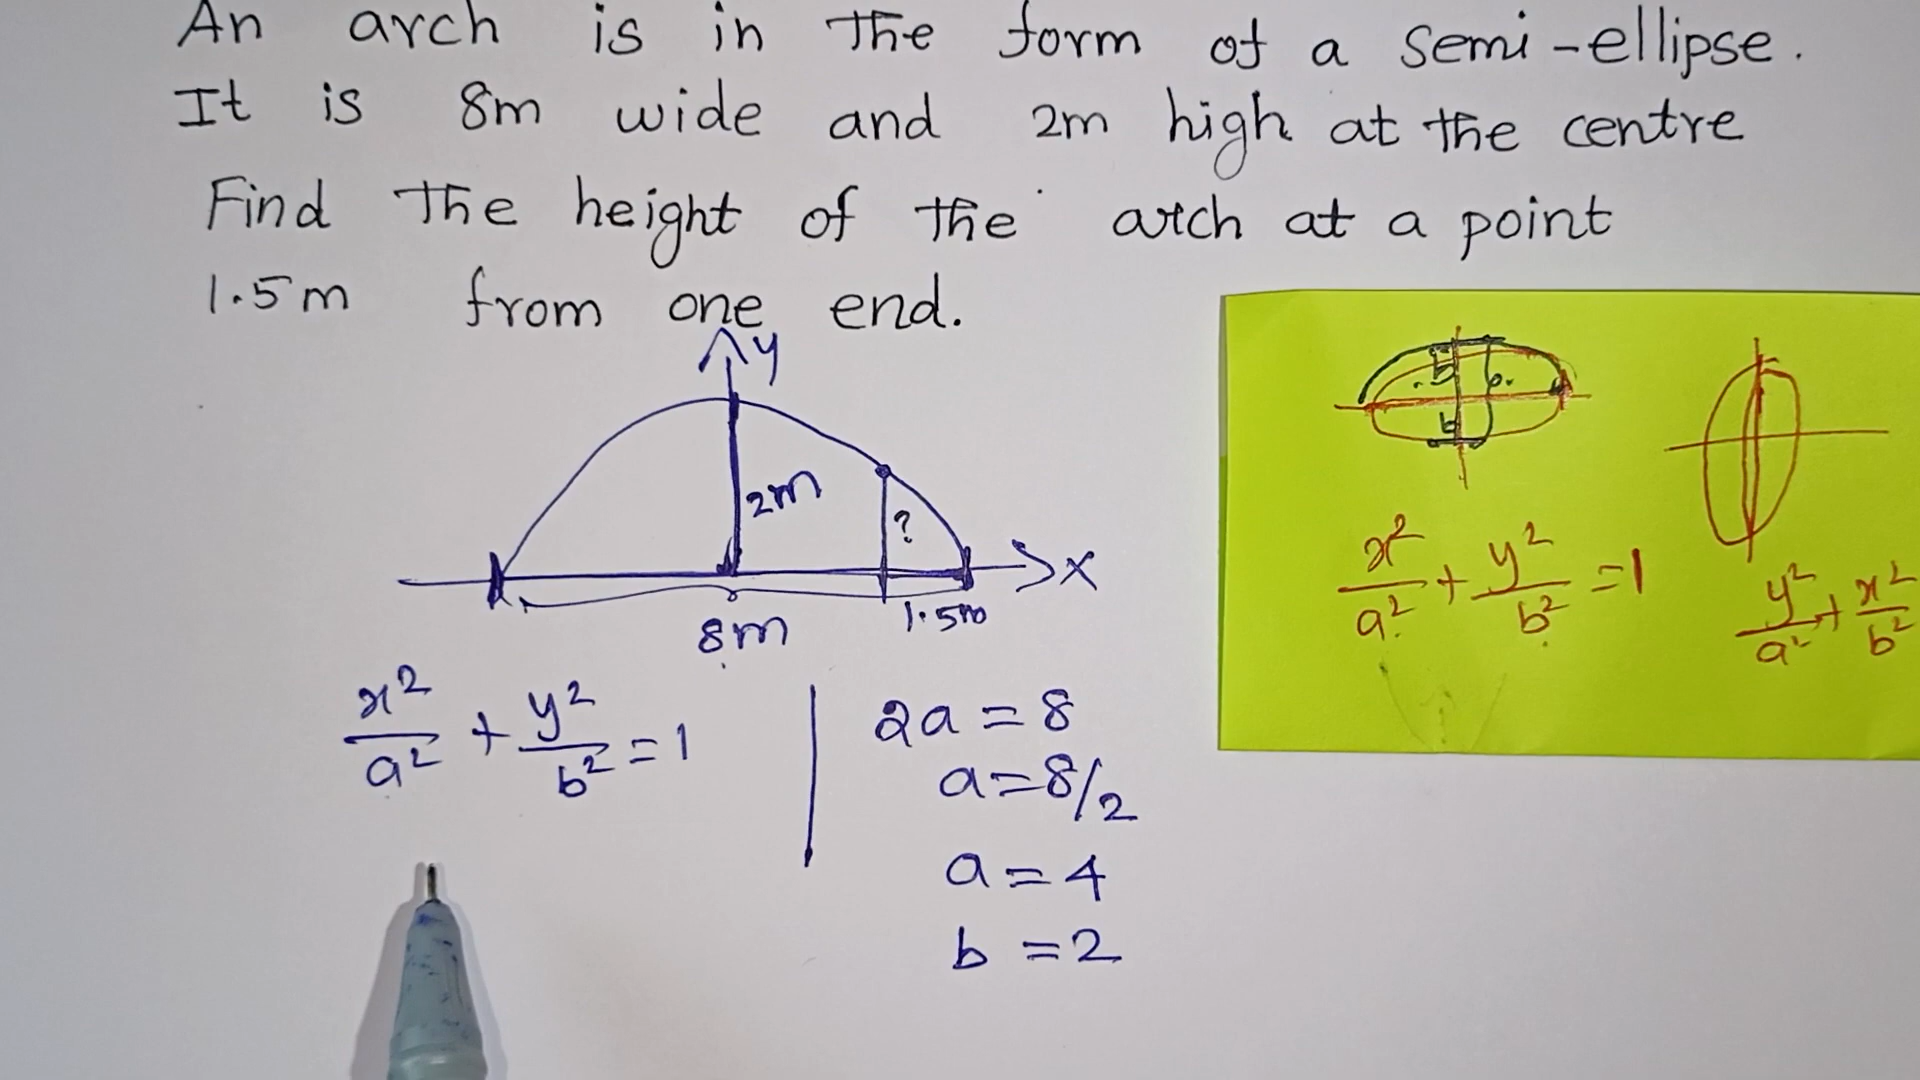 An arch is in the form of a semi-ellipse.
It is 8m wide and 2m high at the centre
Find the height of the arch at a point
1.5m from one end.
y
2m
?
x
8m
1.5m
x²/a² + y²/b² = 1
2a = 8
a = 8/2
a = 4
b = 2
b
b
b
x²/a² + y²/b² = 1
y²/a² + x²/b²